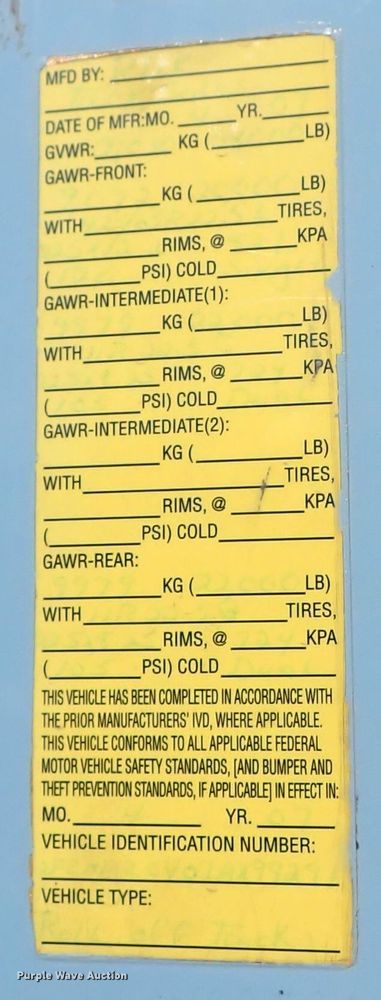 MFD BY:
DATE OF MFR:MO. YR.
GVWR: KG ( LB)
GAWR-FRONT:
KG ( LB)
WITH TIRES,
RIMS, @ KPA
( PSI) COLD
GAWR-INTERMEDIATE(1):
KG ( LB)
WITH TIRES,
RIMS, @ KPA
( PSI) COLD
GAWR-INTERMEDIATE(2):
KG ( LB)
WITH TIRES,
RIMS, @ KPA
( PSI) COLD
GAWR-REAR:
KG ( LB)
WITH TIRES,
RIMS, @ KPA
( PSI) COLD
THIS VEHICLE HAS BEEN COMPLETED IN ACCORDANCE WITH
THE PRIOR MANUFACTURERS' IVD, WHERE APPLICABLE.
THIS VEHICLE CONFORMS TO ALL APPLICABLE FEDERAL
MOTOR VEHICLE SAFETY STANDARDS, [AND BUMPER AND
THEFT PREVENTION STANDARDS, IF APPLICABLE] IN EFFECT IN:
MO. YR.
VEHICLE IDENTIFICATION NUMBER:
VEHICLE TYPE:
Purple Wave Auction